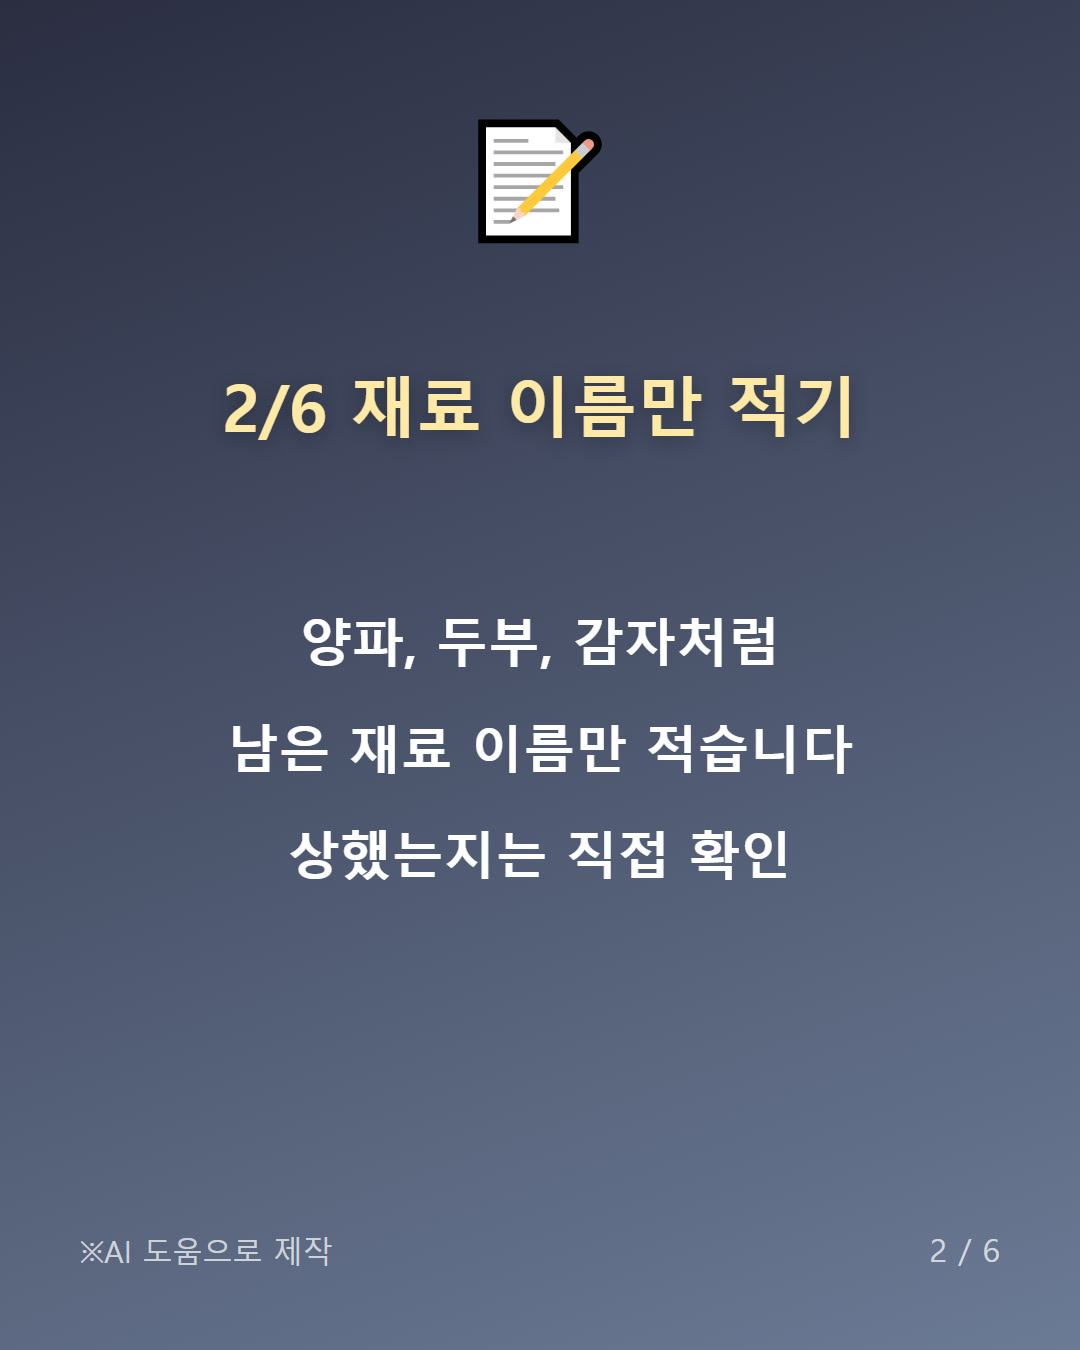 2/6 재료 이름만 적기
양파, 두부, 감자처럼
남은 재료 이름만 적습니다
상했는지는 직접 확인
※AI 도움으로 제작
2 / 6